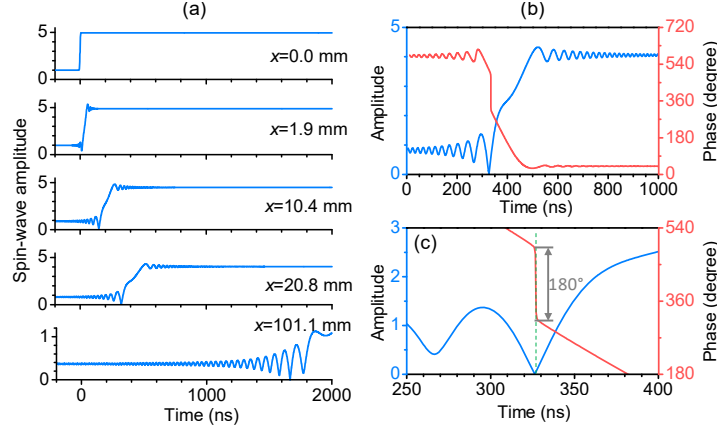 (a)
5
0
x=0.0 mm
5
0
x=1.9 mm
5
0
x=10.4 mm
5
0
x=20.8 mm
1
0
x=101.1 mm
0
1000
2000
Time (ns)
Spin-wave amplitude
(b)
5
0
Amplitude
720
540
360
180
0
Phase (degree)
0
200
400
600
800
1000
Time (ns)
(c)
3
2
1
0
Amplitude
180°
540
360
180
Phase (degree)
250
300
350
400
Time (ns)